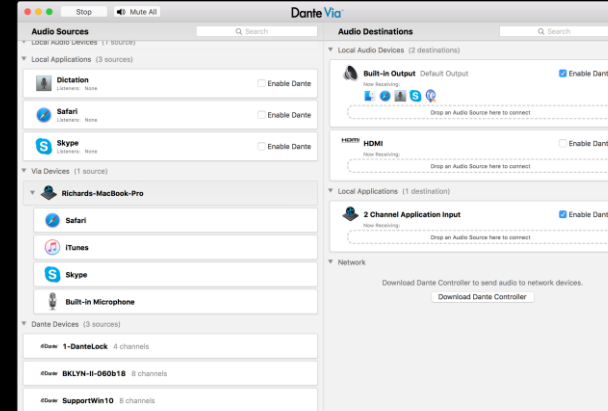 Stop
Mute All
Dante Via
Audio Sources
Search
Local Audio Devices (1 source)
Local Applications (3 sources)
Dictation
Listeners: None
Enable Dante
Safari
Listeners: None
Enable Dante
Skype
Listeners: None
Enable Dante
Via Devices (1 source)
Richards-MacBook-Pro
Safari
iTunes
Skype
Built-in Microphone
Dante Devices (3 sources)
Dante 1-DanteLock 4 channels
Dante BKLYN-II-060b18 8 channels
Dante SupportWin10 8 channels
Audio Destinations
Search
Local Audio Devices (2 destinations)
Built-in Output Default Output
Enable Dant
Now Receiving:
Drop an Audio Source here to connect
HDMI HDMI
Enable Dant
Now Receiving:
Drop an Audio Source here to connect
Local Applications (1 destination)
2 Channel Application Input
Enable Dant
Now Receiving:
Drop an Audio Source here to connect
Network
Download Dante Controller to send audio to network devices.
Download Dante Controller